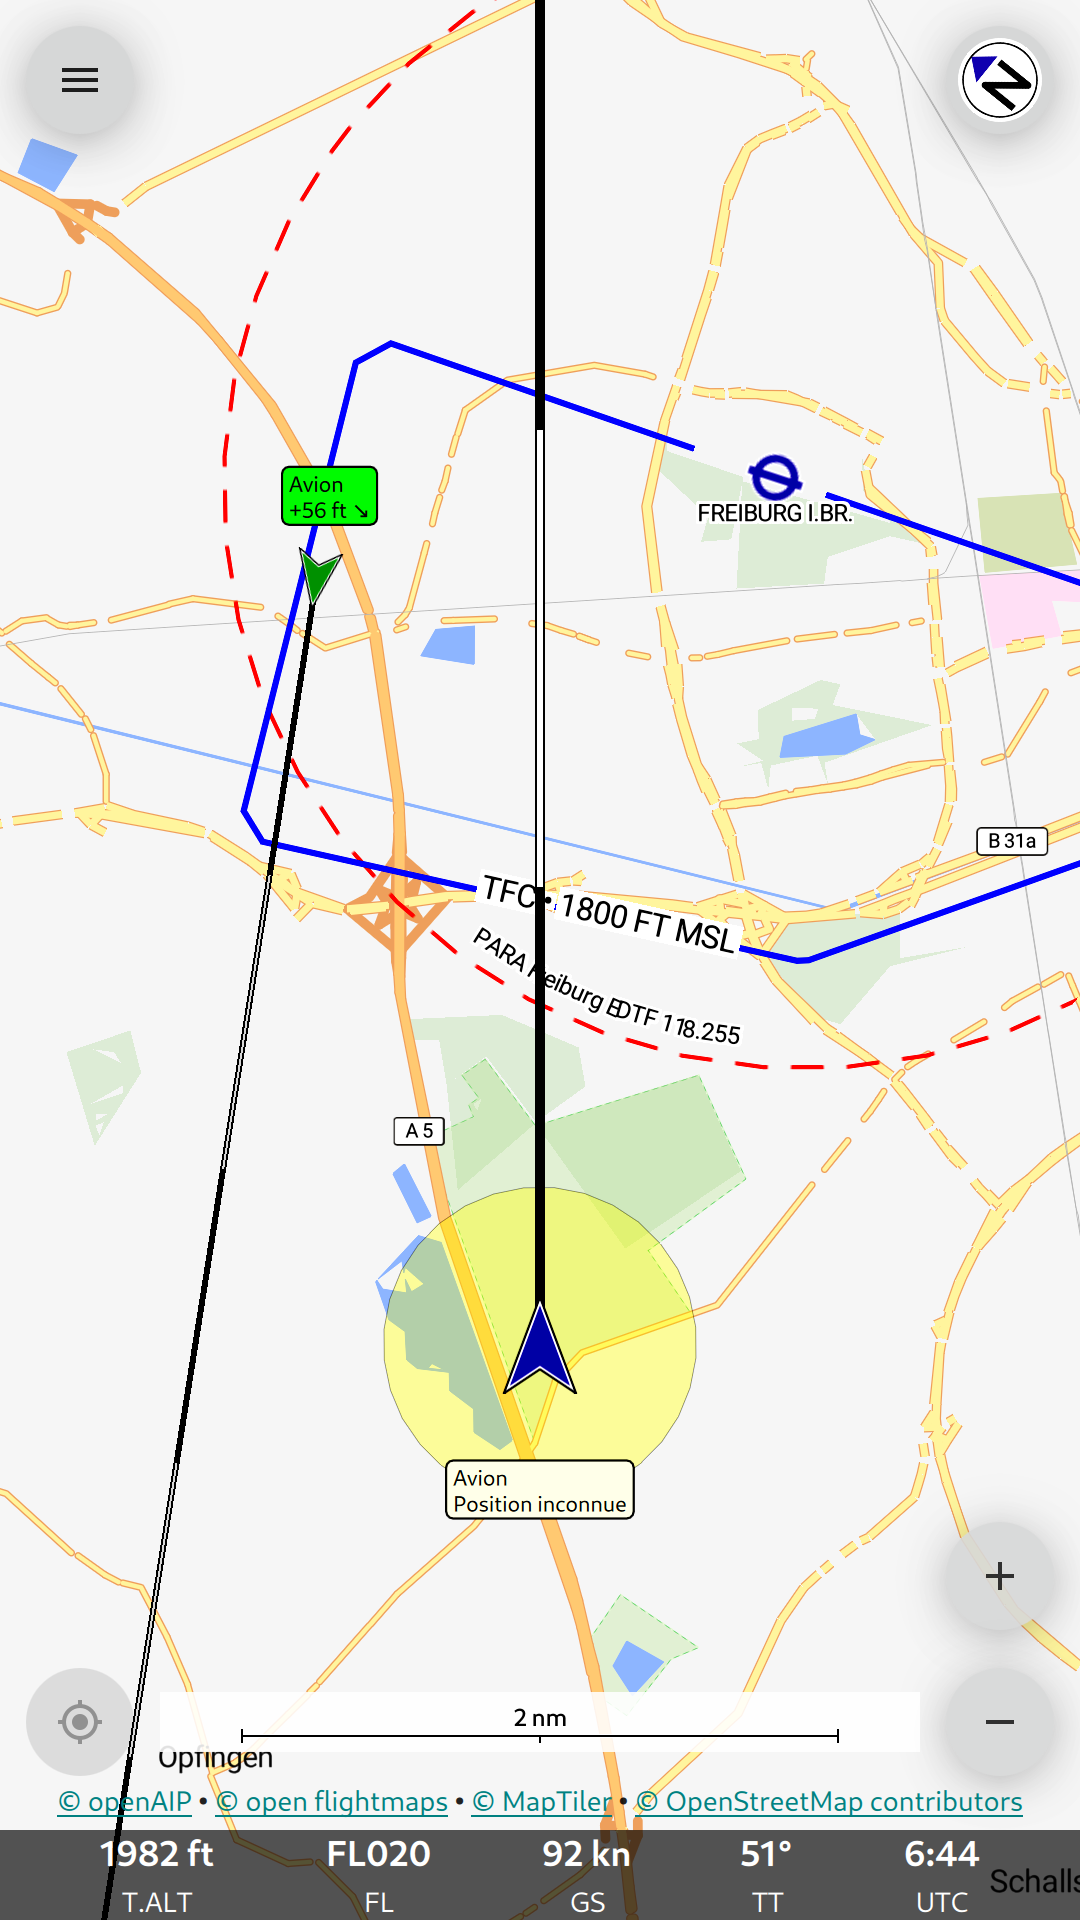 N
Avion
+56 ft ↘
FREIBURG I.BR.
B 31a
TFC • 1800 FT MSL
PARA Freiburg EDTF 118.255
A 5
Avion
Position inconnue
+
2 nm
−
Opfingen
© openAIP • © open flightmaps • © MapTiler • © OpenStreetMap contributors
1982 ft FL020 92 kn 51° 6:44
T.ALT FL GS TT UTC